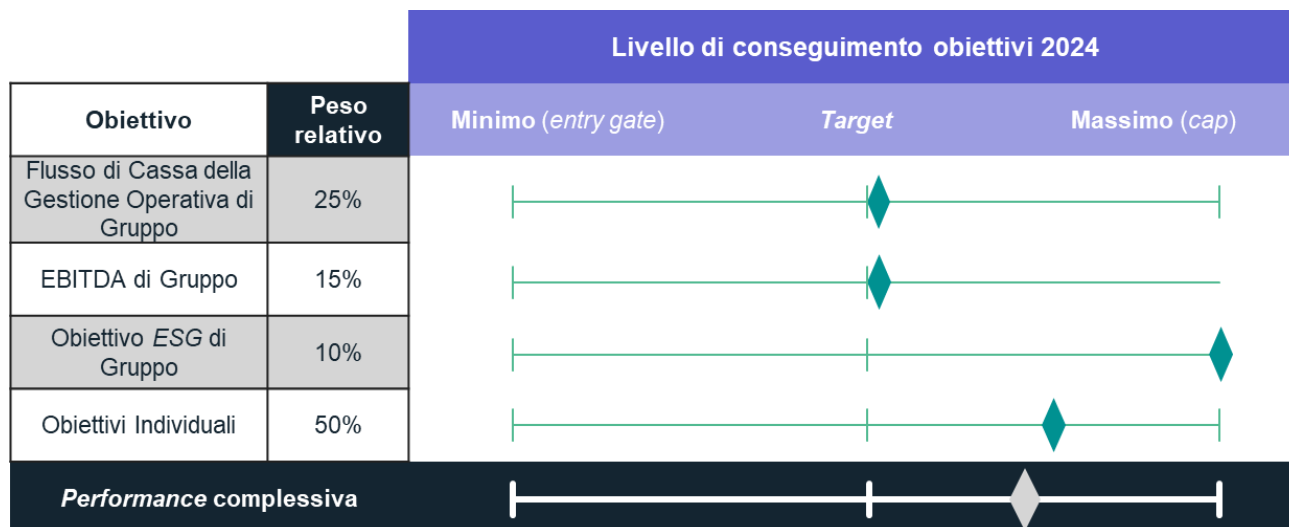 Livello di conseguimento obiettivi 2024
Obiettivo
Peso
relativo
Minimo (entry gate)
Target
Massimo (cap)
Flusso di Cassa della
Gestione Operativa di
Gruppo
25%
EBITDA di Gruppo
15%
Obiettivo ESG di
Gruppo
10%
Obiettivi Individuali
50%
Performance complessiva